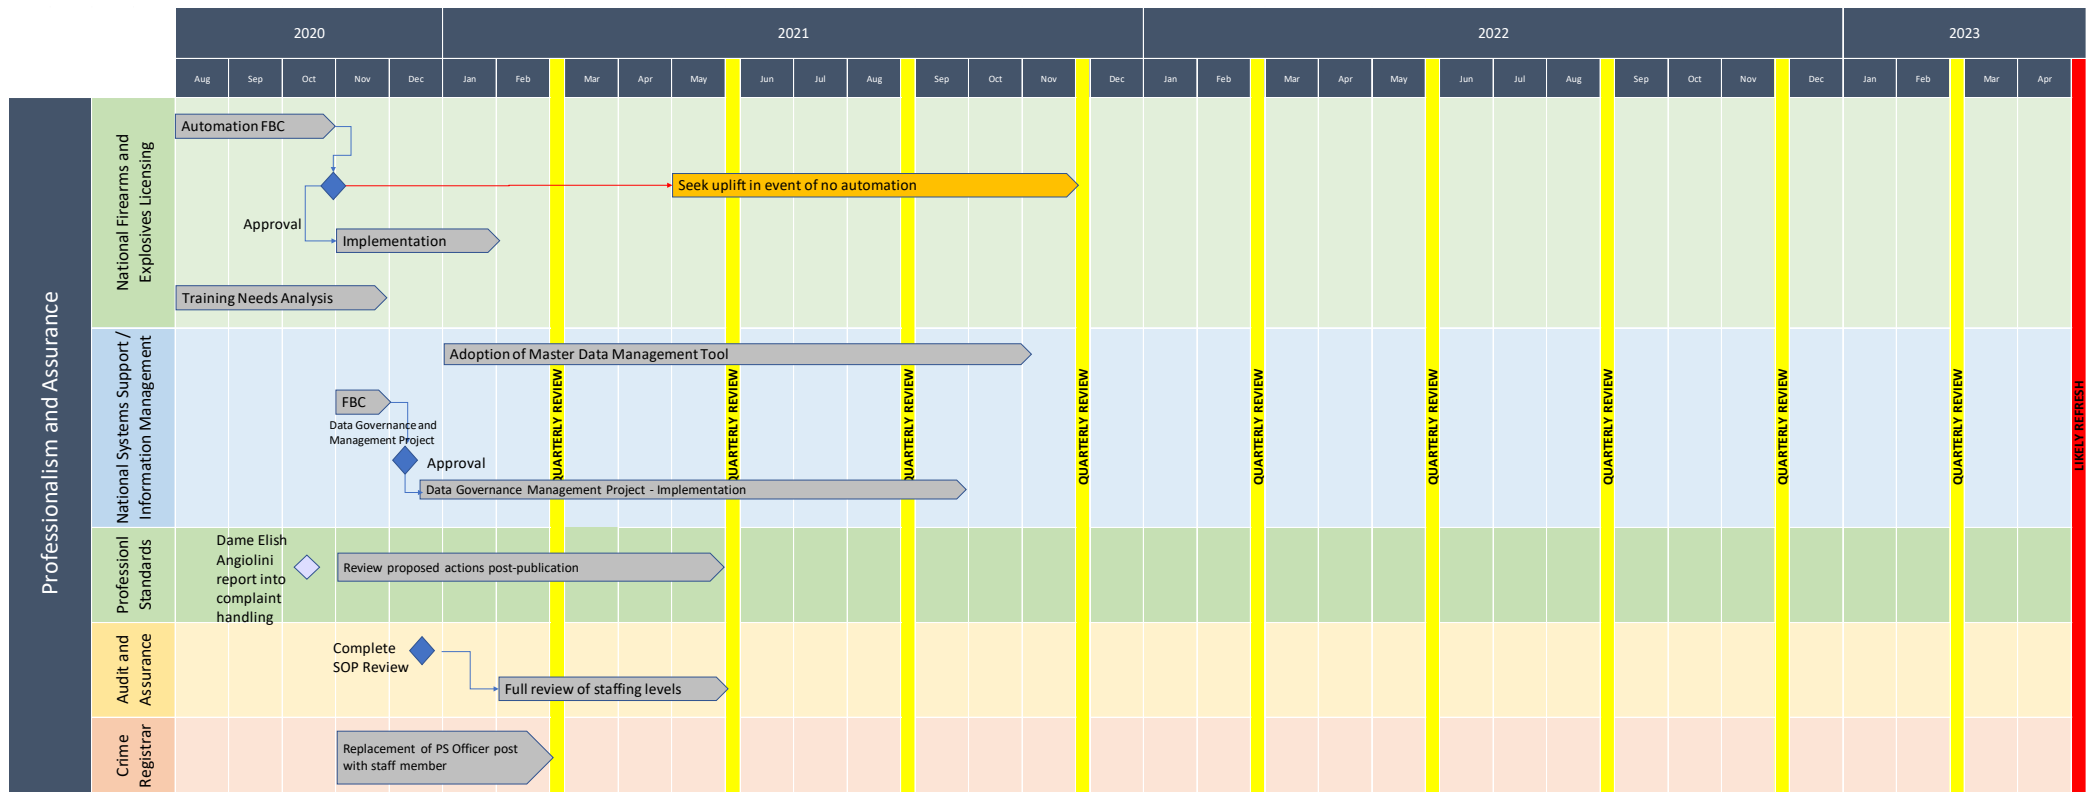 2020
2021
2022
2023
Aug Sep Oct Nov Dec Jan Feb Mar Apr May Jun Jul Aug Sep Oct Nov Dec Jan Feb Mar Apr May Jun Jul Aug Sep Oct Nov Dec Jan Feb Mar Apr
Professionalism and Assurance
National Firearms and
Explosives Licensing
Automation FBC
Seek uplift in event of no automation
Approval
Implementation
Training Needs Analysis
National Systems Support /
Information Management
Adoption of Master Data Management Tool
FBC
Data Governance and
Management Project
Approval
Data Governance Management Project - Implementation
QUARTERLY REVIEW
QUARTERLY REVIEW
QUARTERLY REVIEW
QUARTERLY REVIEW
QUARTERLY REVIEW
QUARTERLY REVIEW
QUARTERLY REVIEW
QUARTERLY REVIEW
QUARTERLY REVIEW
LIKELY REFRESH
Professionl
Standards
Dame Elish
Angiolini
report into
complaint
handling
Review proposed actions post-publication
Audit and
Assurance
Complete
SOP Review
Full review of staffing levels
Crime
Registrar
Replacement of PS Officer post
with staff member